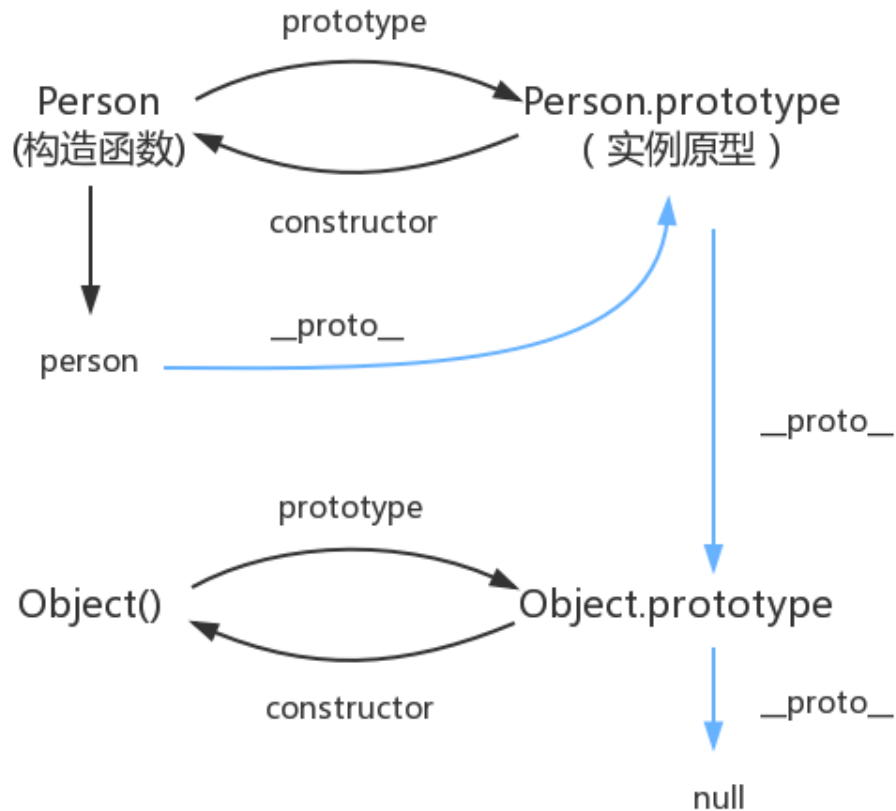 prototype
Person
(构造函数)
Person.prototype
（实例原型）
constructor
__proto__
person
__proto__
prototype
Object()
Object.prototype
constructor
__proto__
null